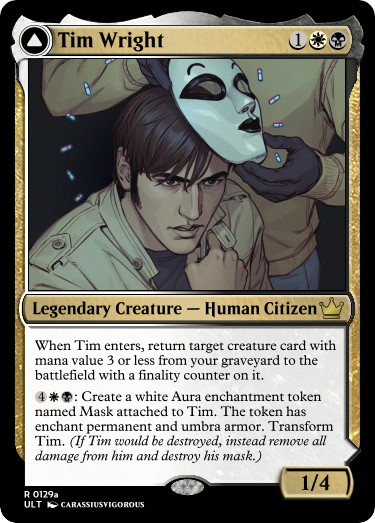 Tim Wright 1
Legendary Creature — Human Citizen
When Tim enters, return target creature card with
mana value 3 or less from your graveyard to the
battlefield with a finality counter on it.
4: Create a white Aura enchantment token
named Mask attached to Tim. The token has
enchant permanent and umbra armor. Transform
Tim. (If Tim would be destroyed, instead remove all
damage from him and destroy his mask.)
1/4
R 0129a
ULT CARASSIUSVIGOROUS